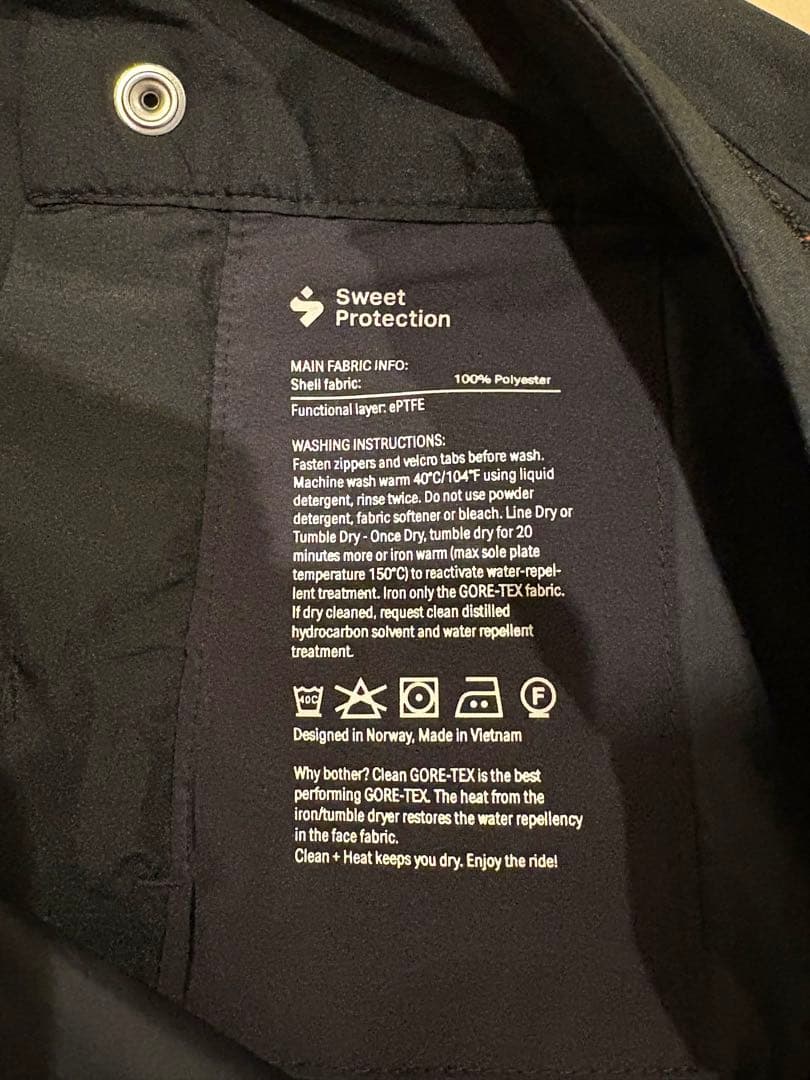 Sweet
Protection
MAIN FABRIC INFO:
Shell fabric: 100% Polyester
Functional layer: ePTFE
WASHING INSTRUCTIONS:
Fasten zippers and velcro tabs before wash.
Machine wash warm 40°C/104°F using liquid
detergent, rinse twice. Do not use powder
detergent, fabric softener or bleach. Line Dry or
Tumble Dry - Once Dry, tumble dry for 20
minutes more or iron warm (max sole plate
temperature 150°C) to reactivate water-repel-
lent treatment. Iron only the GORE-TEX fabric.
If dry cleaned, request clean distilled
hydrocarbon solvent and water repellent
treatment.
40C F
Designed in Norway, Made in Vietnam
Why bother? Clean GORE-TEX is the best
performing GORE-TEX. The heat from the
iron/tumble dryer restores the water repellency
in the face fabric.
Clean + Heat keeps you dry. Enjoy the ride!